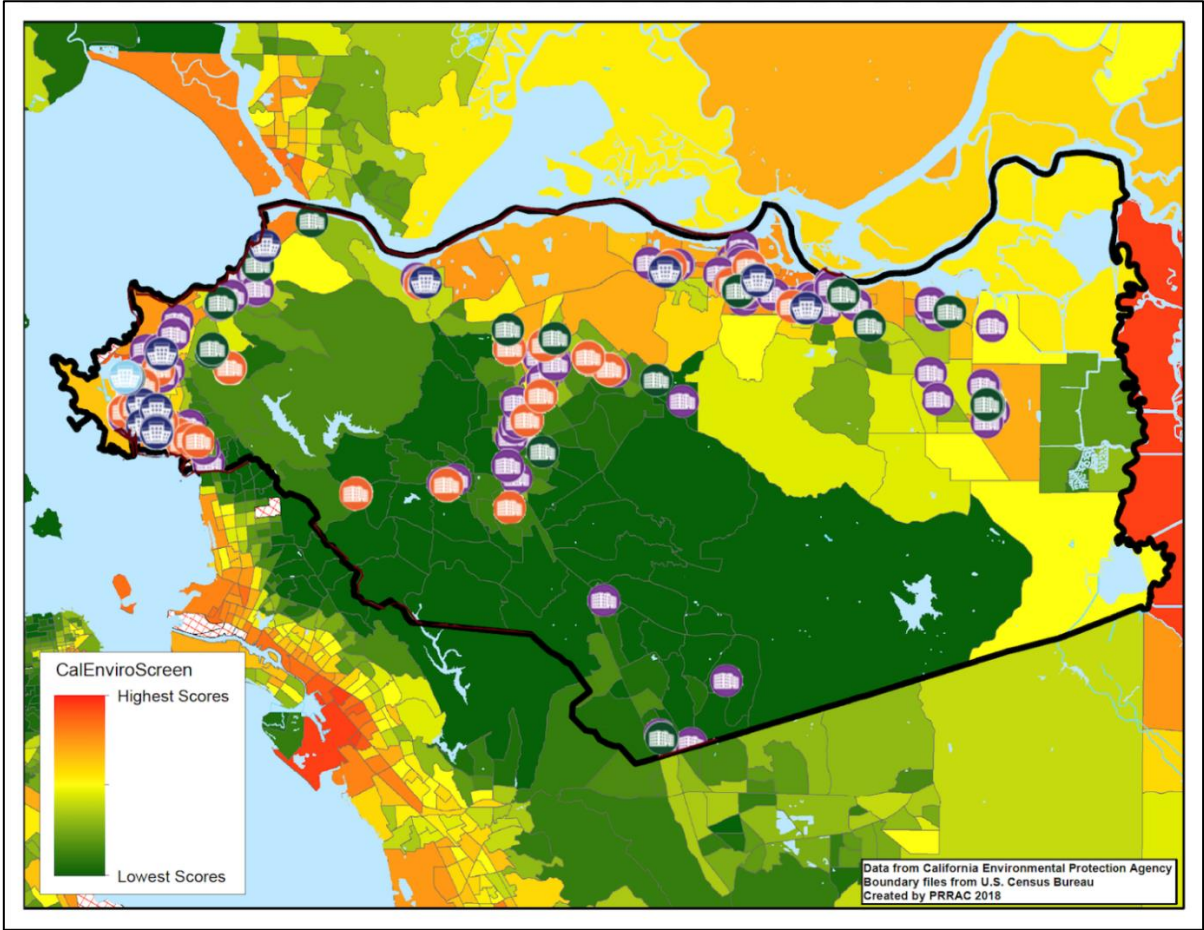 CalEnviroScreen
Highest Scores
Lowest Scores
Data from California Environmental Protection Agency
Boundary files from U.S. Census Bureau
Created by PRRAC 2018